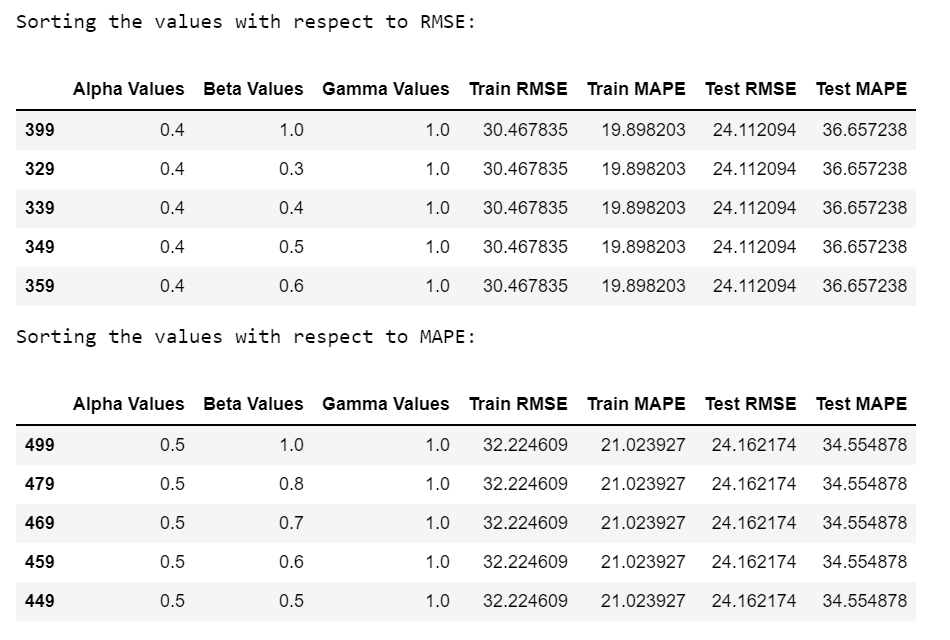 Sorting the values with respect to RMSE:
Alpha Values Beta Values Gamma Values Train RMSE Train MAPE Test RMSE Test MAPE
399 0.4 1.0 1.0 30.467835 19.898203 24.112094 36.657238
329 0.4 0.3 1.0 30.467835 19.898203 24.112094 36.657238
339 0.4 0.4 1.0 30.467835 19.898203 24.112094 36.657238
349 0.4 0.5 1.0 30.467835 19.898203 24.112094 36.657238
359 0.4 0.6 1.0 30.467835 19.898203 24.112094 36.657238
Sorting the values with respect to MAPE:
Alpha Values Beta Values Gamma Values Train RMSE Train MAPE Test RMSE Test MAPE
499 0.5 1.0 1.0 32.224609 21.023927 24.162174 34.554878
479 0.5 0.8 1.0 32.224609 21.023927 24.162174 34.554878
469 0.5 0.7 1.0 32.224609 21.023927 24.162174 34.554878
459 0.5 0.6 1.0 32.224609 21.023927 24.162174 34.554878
449 0.5 0.5 1.0 32.224609 21.023927 24.162174 34.554878